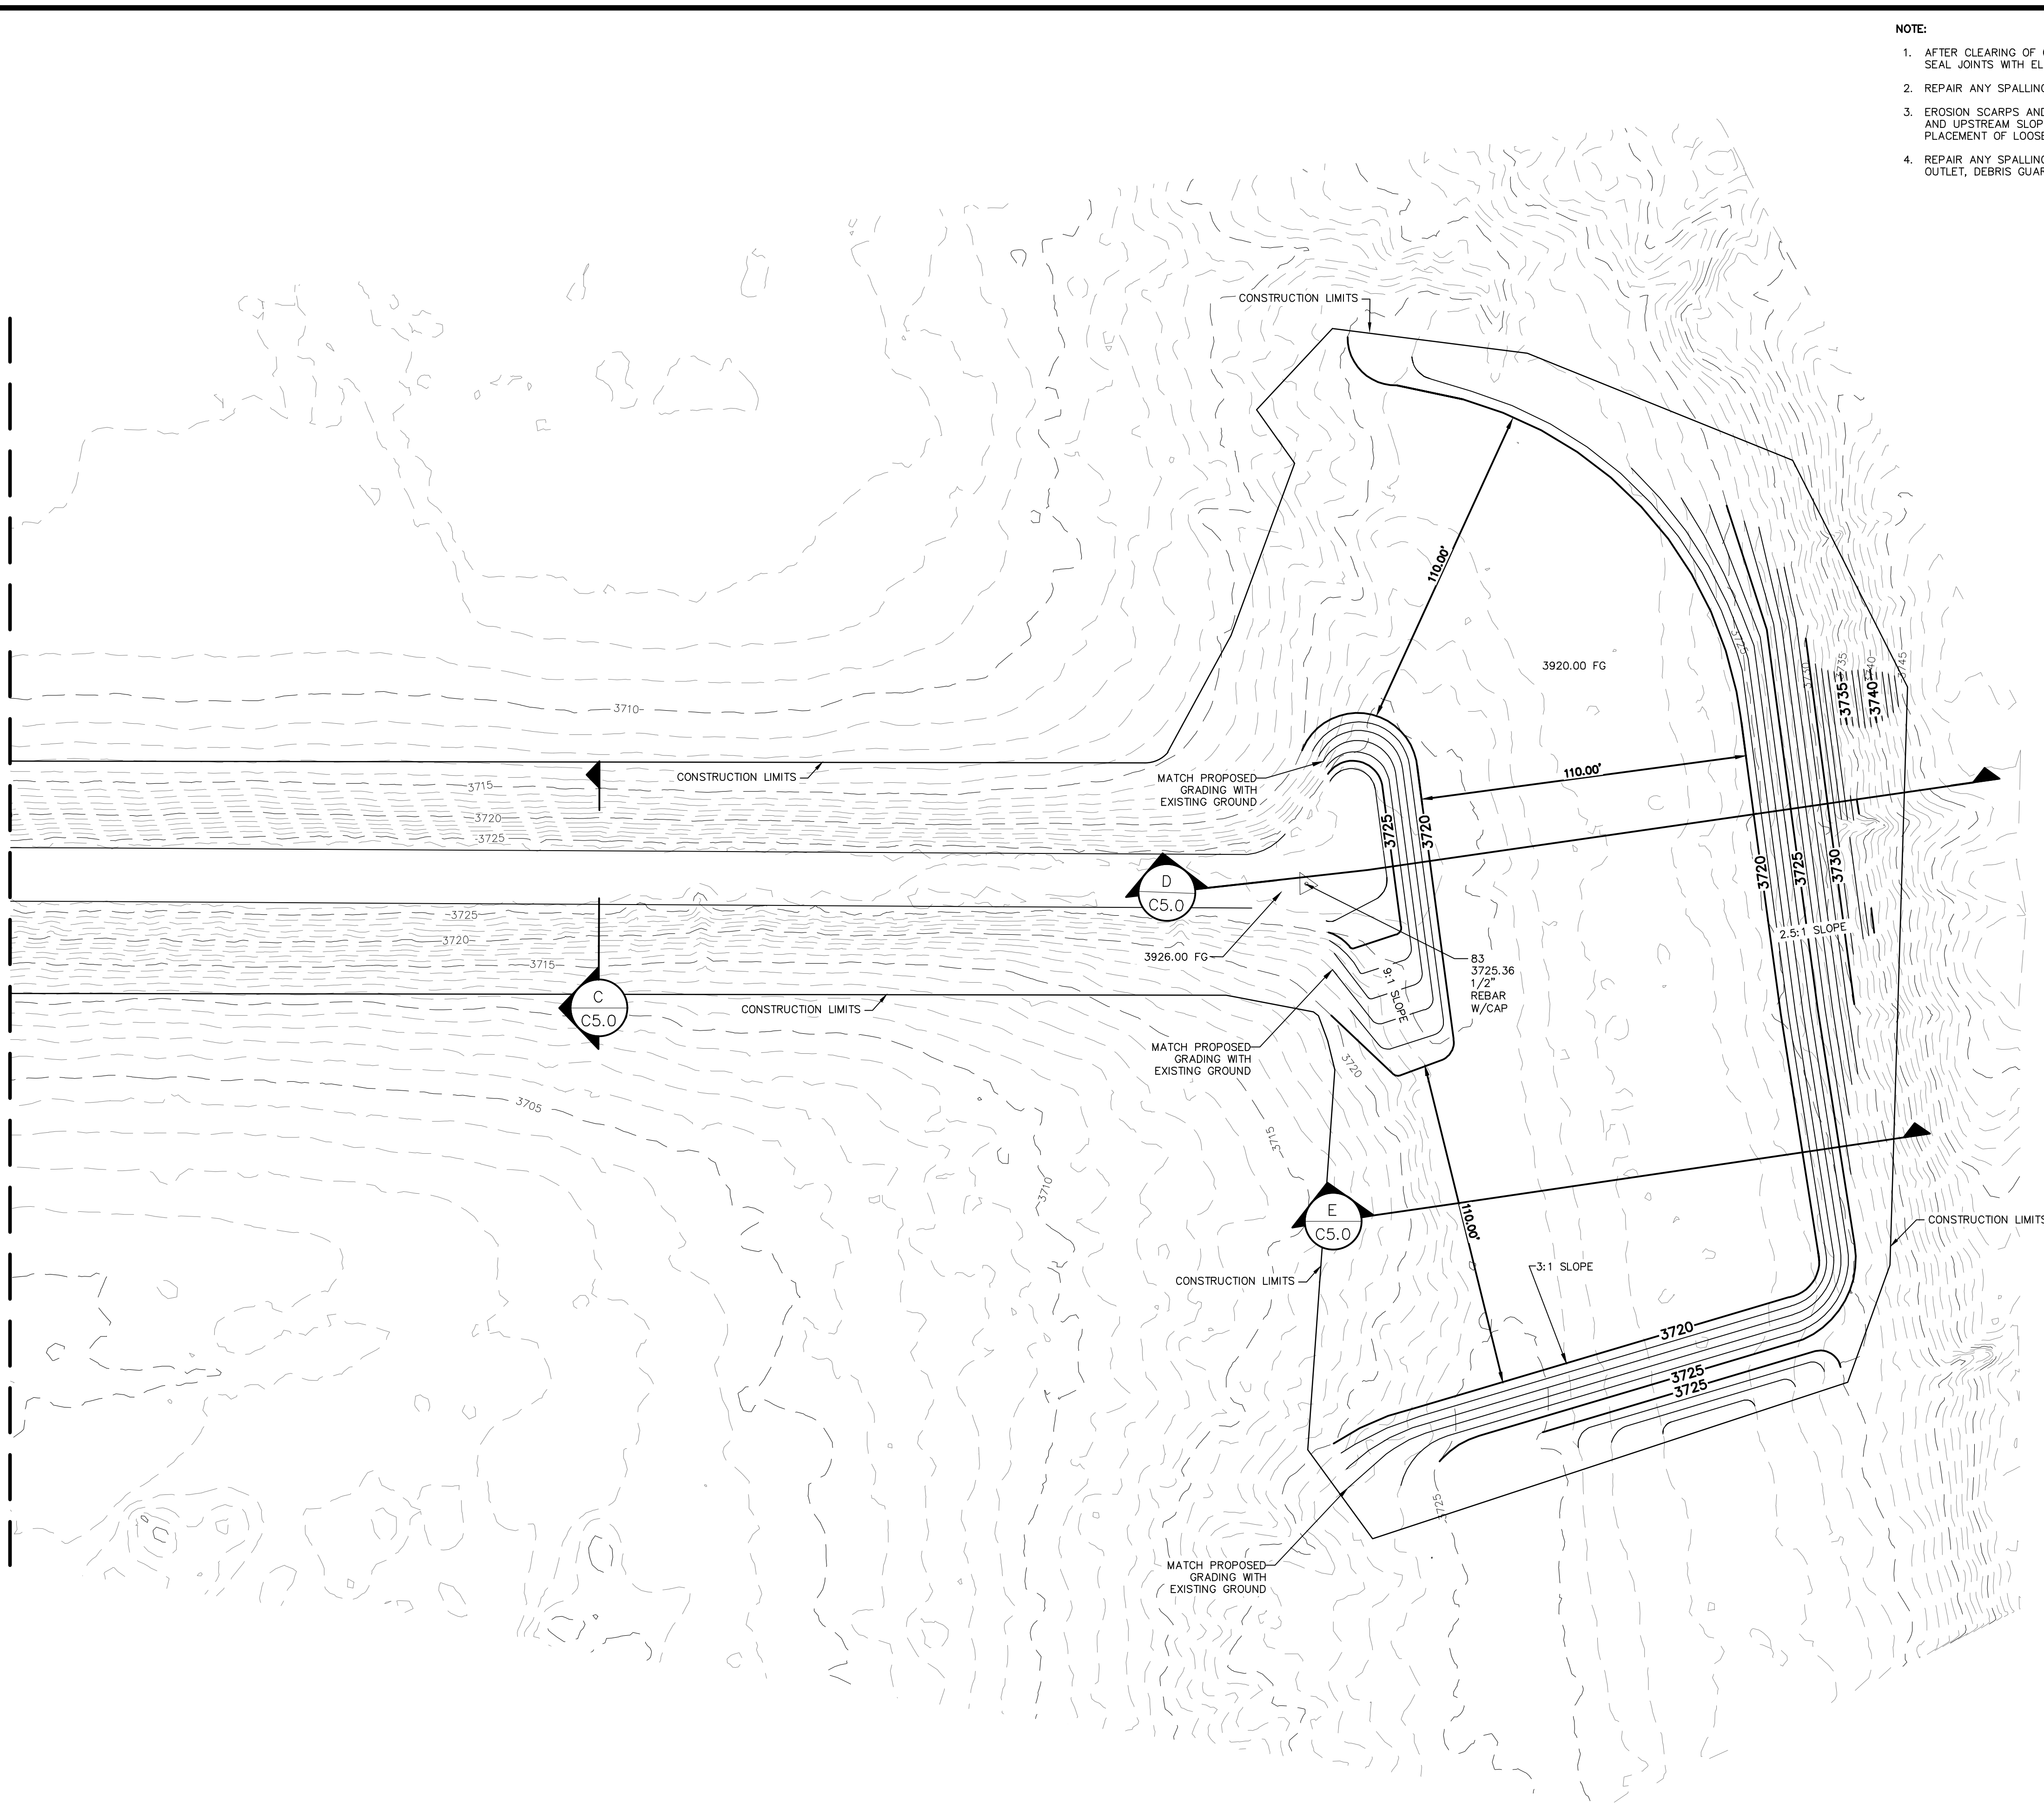 NOTE:
1. AFTER CLEARING OF
SEAL JOINTS WITH EL
2. REPAIR ANY SPALLING
3. EROSION SCARPS AND
AND UPSTREAM SLOP
PLACEMENT OF LOOSE
4. REPAIR ANY SPALLING
OUTLET, DEBRIS GUAR
CONSTRUCTION LIMITS
110.00'
3725
3920.00 FG
3730
3735
3740
3745
3735
3740
3710
CONSTRUCTION LIMITS
3715
3720
3725
MATCH PROPOSED
GRADING WITH
EXISTING GROUND
110.00'
3725
3720
3720
3725
3730
D
C5.0
3725
3720
3715
3926.00 FG
2.5:1 SLOPE
83
3725.36
1/2"
REBAR
W/CAP
9:1 SLOPE
C
C5.0
CONSTRUCTION LIMITS
MATCH PROPOSED
GRADING WITH
EXISTING GROUND
3720
3705
3715
3710
E
C5.0
110.00'
CONSTRUCTION LIMITS
CONSTRUCTION LIMITS
3:1 SLOPE
3720
3725
3725
3725
MATCH PROPOSED
GRADING WITH
EXISTING GROUND